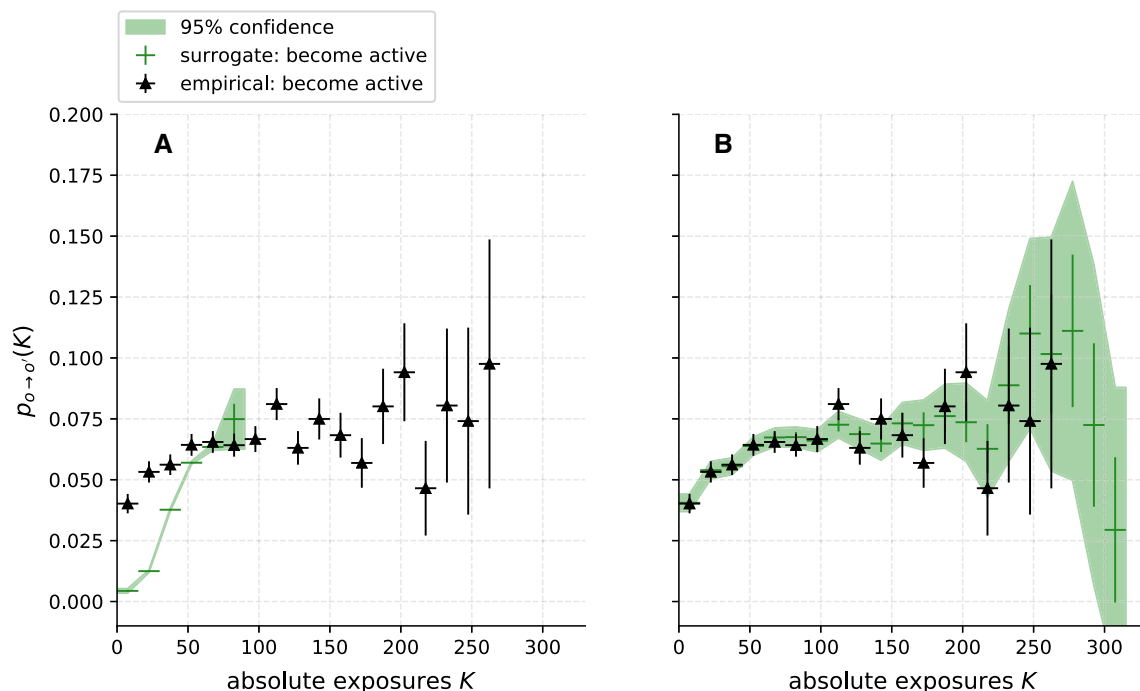 95% confidence
surrogate: become active
empirical: become active
A
B
0.200
0.175
0.150
0.125
0.100
0.075
0.050
0.025
0.000
p_{o→o'}(K)
0 50 100 150 200 250 300
0 50 100 150 200 250 300
absolute exposures K
absolute exposures K